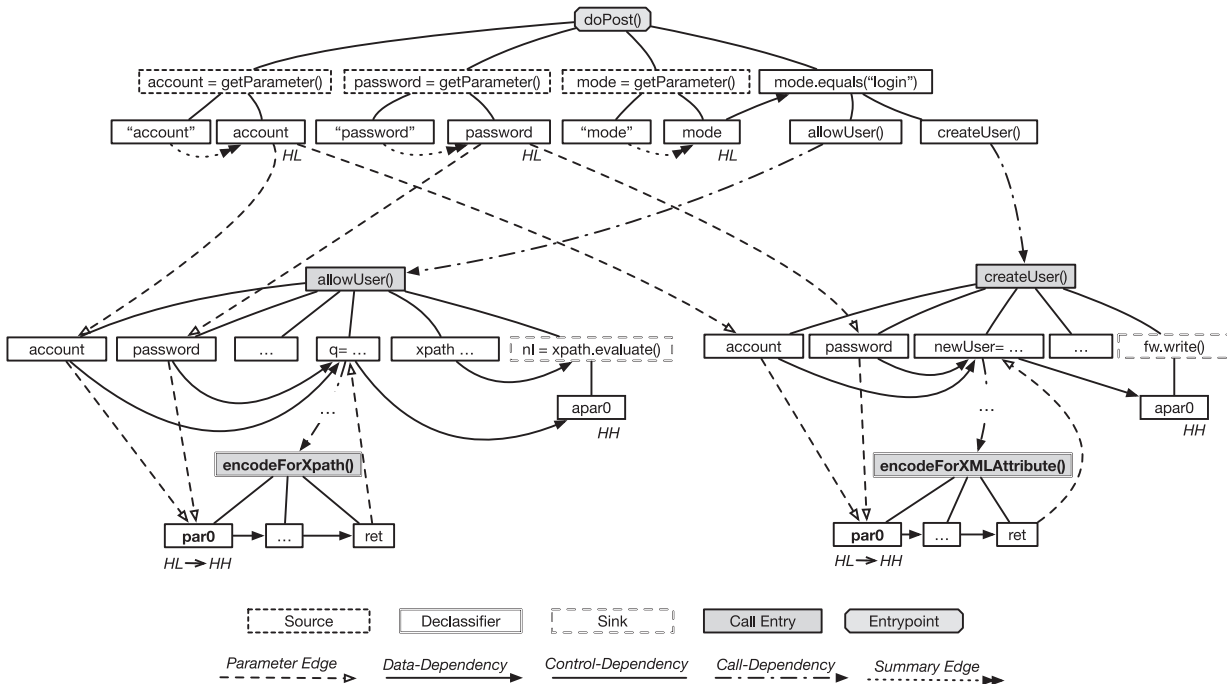 doPost()
account = getParameter()
password = getParameter()
mode = getParameter()
mode.equals(“login”)
“account”
account
“password”
password
“mode”
mode
allowUser()
createUser()
HL
HL
HL
allowUser()
createUser()
account
password
...
q= ...
xpath ...
nl = xpath.evaluate()
account
password
newUser= ...
...
fw.write()
...
apar0
HH
...
apar0
HH
encodeForXpath()
encodeForXMLAttribute()
par0
...
ret
par0
...
ret
HL → HH
HL → HH
Source
Declassifier
Sink
Call Entry
Entrypoint
Parameter Edge
Data-Dependency
Control-Dependency
Call-Dependency
Summary Edge